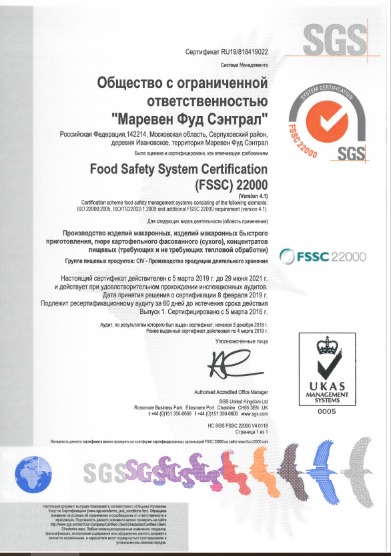 SGS
Сертификат RU19/818419022
Система Менеджмента
Общество с ограниченной
ответственностью
"Маревен Фуд Сэнтрал"
Российская Федерация,142214, Московская область, Серпуховский район,
деревня Ивановское, территория Маревен Фуд Сэнтрал
Было оценено и сертифицировано, как отвечающее требованиям
SYSTEM CERTIFICATION
FSSC 22000
SGS
Food Safety System Certification
(FSSC) 22000
(Version 4.1)
Certification scheme food safety management systems consisting of the following elements:
ISO 22000:2005, ISO/TS22002-1:2009 and additional FSSC 22000 requirement (version 4.1).
Для следующих видов деятельности (область применения)
Производство изделий макаронных, изделий макаронных быстрого
приготовления, пюре картофельного фасованного (сухого), концентратов
пищевых (требующих и не требующих тепловой обработки)
FSSC 22000
Группа пищевых продуктов: CIV - Производство продукции длительного хранения
Настоящий сертификат действителен с 5 марта 2019 г. до 29 июня 2021 г.
и действует при удовлетворительном прохождении инспекционных аудитов.
Дата принятия решения о сертификации 8 февраля 2019 г.
Подлежит ресертификационному аудиту за 60 дней до истечения срока действия
Выпуск 1. Сертифицировано с 5 марта 2016 г.
Аудит, по результатам которого был выдан сертификат, начался 3 декабря 2018 г.
Ранее выданный сертификат действовал по 4 марта 2019 г.
Уполномоченные лица
Authorised Accredited Office Manager
SGS United Kingdom Ltd
Rossmore Business Park Ellesmere Port Cheshire CH65 3EN UK
t +44 (0)151 350-6666 f +44 (0)151 350-6600 www.sgs.com
HC SGS FSSC 22000 V4 0118
Страница 1 из 1
UKAS
MANAGEMENT
SYSTEMS
0005
SGS